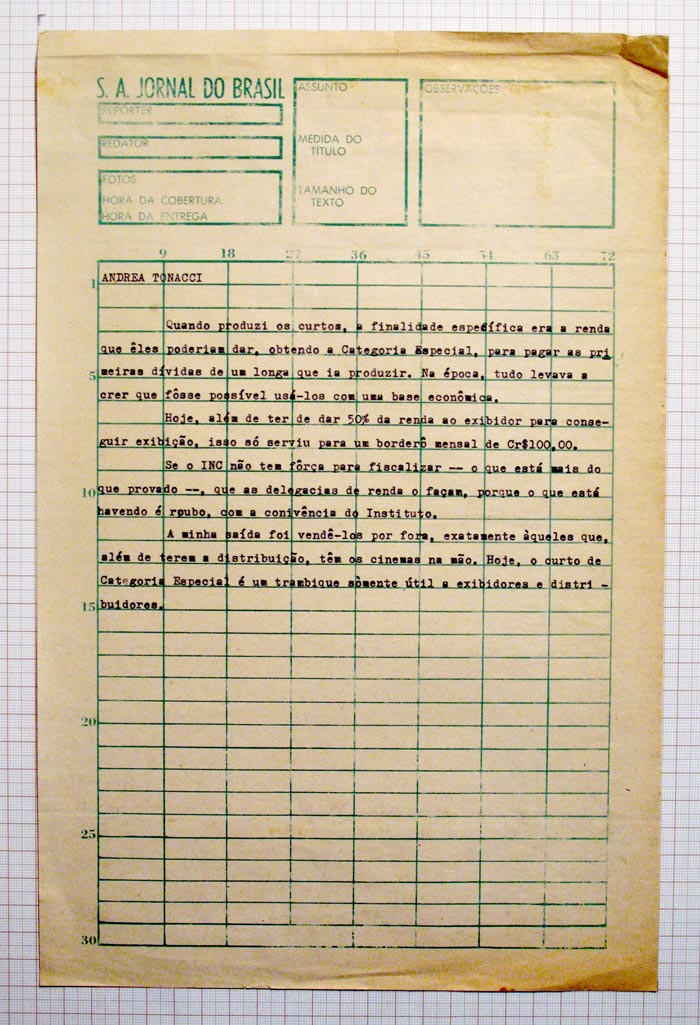 S. A. JORNAL DO BRASIL
REPÓRTER
REDATOR
FOTOS
HORA DA COBERTURA
HORA DA ENTREGA
ASSUNTO
MEDIDA DO
TÍTULO
TAMANHO DO
TEXTO
OBSERVAÇÕES
9 18 27 36 45 54 63 72
1
ANDREA TONACCI
Quando produzi os curtos, a finalidade específica era a renda
que êles poderiam dar, obtendo a Categoria Especial, para pagar as pri
5
meiras dívidas de um longa que ia produzir. Na época, tudo levava a
crer que fôsse possível usá-los com uma base econômica.
Hoje, além de ter de dar 50% da renda ao exibidor para conse-
guir exibição, isso só serviu para um borderô mensal de Cr$100,00.
Se o INC não tem fôrça para fiscalizar -- o que está mais do
10
que provado --, que as delegacias de renda o façam, porque o que está
havendo é rpubo, com a conivência do Instituto.
A minha saída foi vendê-los por fora, exatamente àqueles que,
além de terem a distribuição, têm os cinemas na mão. Hoje, o curto de
Categoria Especial é um trambique sòmente útil a exibidores e distri -
15
buidores.
20
25
30